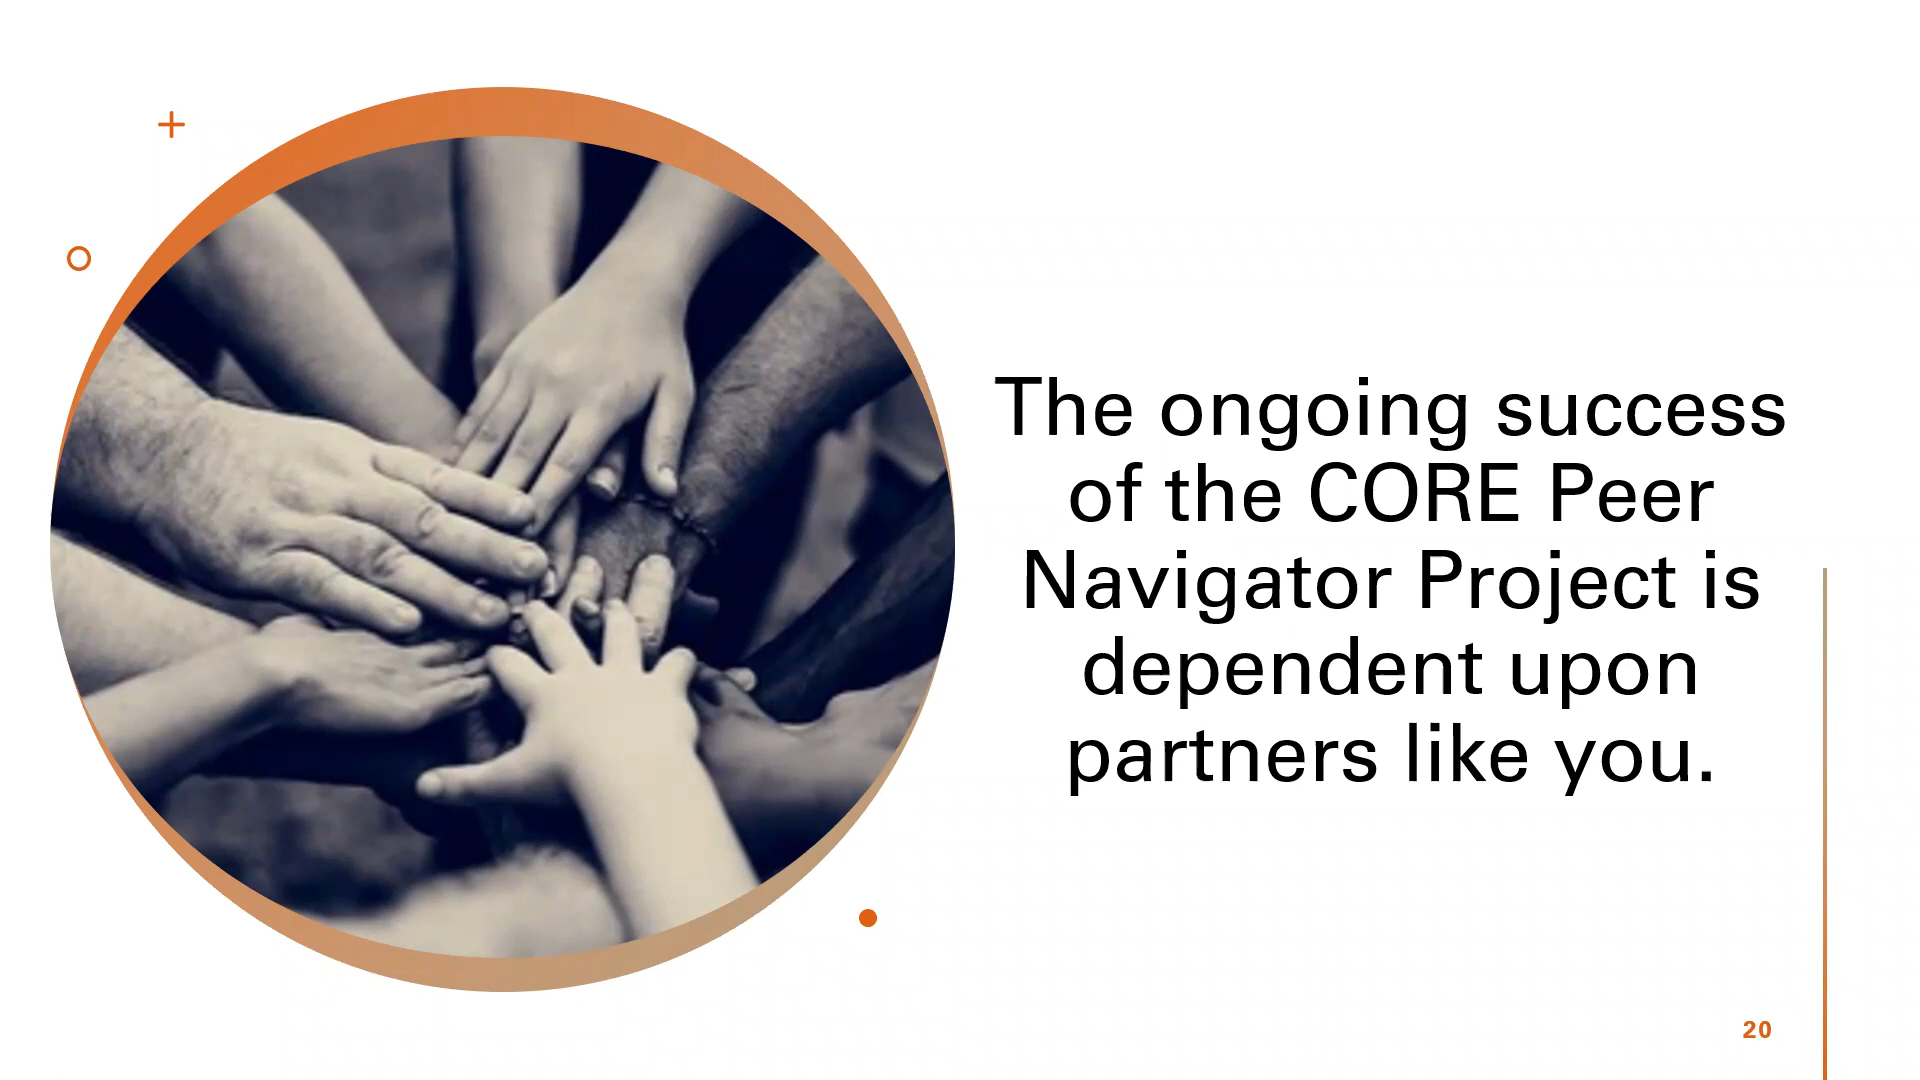 The ongoing success
of the CORE Peer
Navigator Project is
dependent upon
partners like you.
20